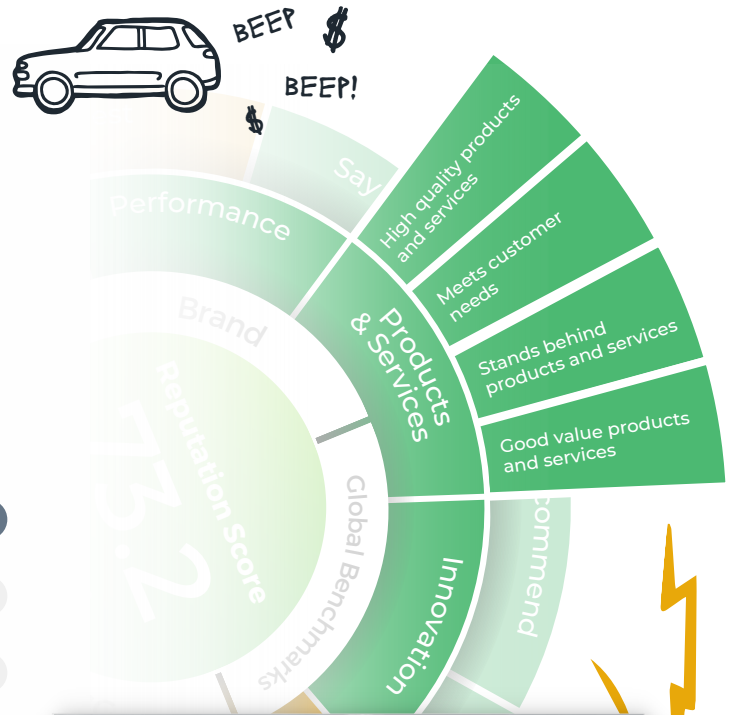 BEEP $
BEEP!
$
Say
High quality products
and services
Performance
Meets customer
needs
Brand
Products
& Services
Stands behind
products and services
Reputation Score
73.2
Good value products
and services
Global Benchmarks
ommend
Innovation